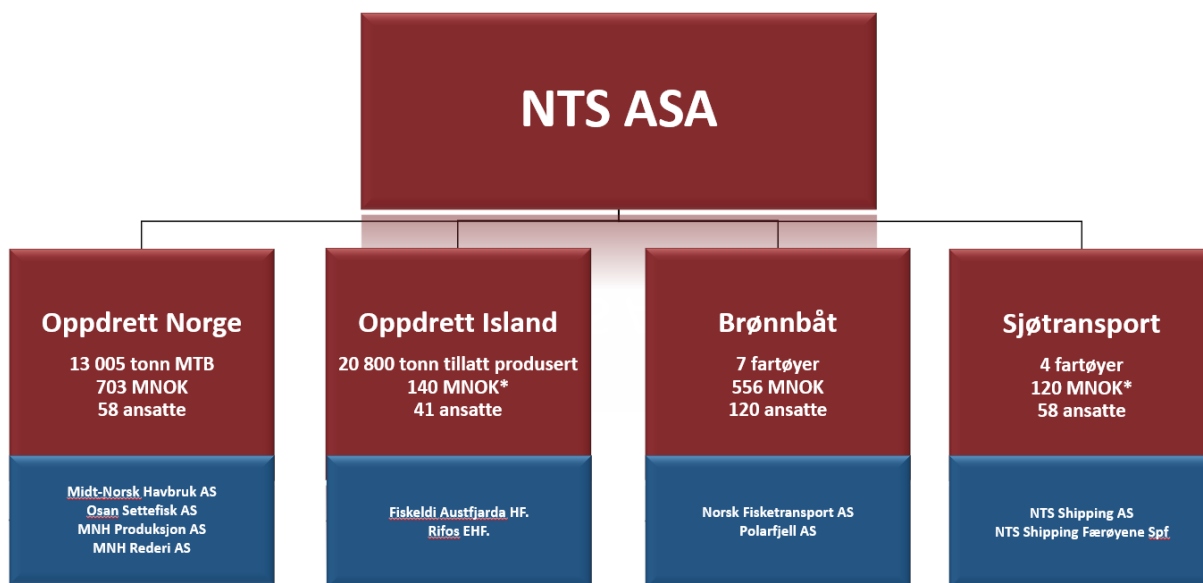 NTS ASA
Oppdrett Norge
13 005 tonn MTB
703 MNOK
58 ansatte
Midt-Norsk Havbruk AS
Osan Settefisk AS
MNH Produksjon AS
MNH Rederi AS
Oppdrett Island
20 800 tonn tillatt produsert
140 MNOK*
41 ansatte
Fiskeldi Austfjarda HF.
Rifos EHF.
Brønnbåt
7 fartøyer
556 MNOK
120 ansatte
Norsk Fisketransport AS
Polarfjell AS
Sjøtransport
4 fartøyer
120 MNOK*
58 ansatte
NTS Shipping AS
NTS Shipping Færøyene Spf